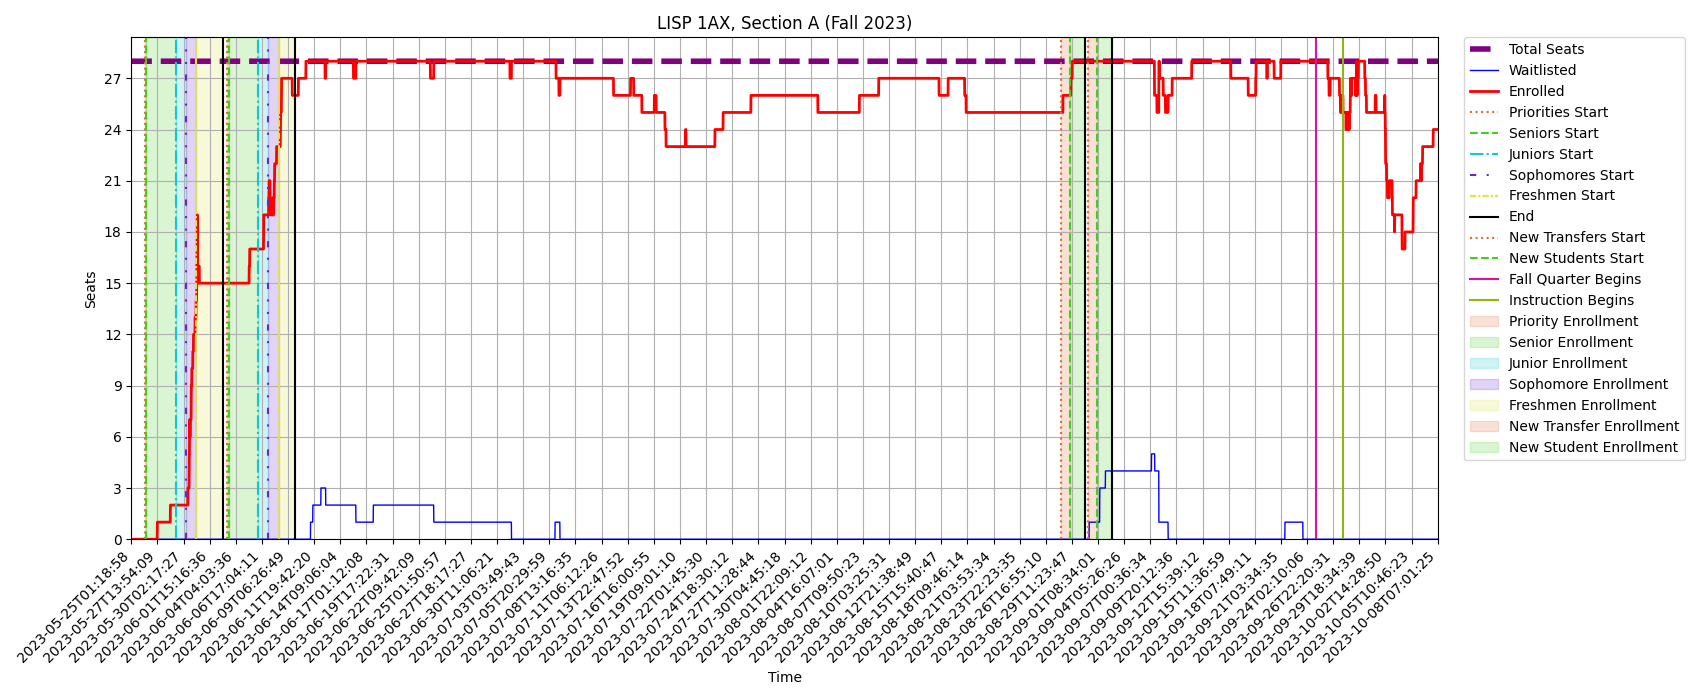 LISP 1AX, Section A (Fall 2023)
Seats
27
24
21
18
15
12
9
6
3
0
2023-05-25T01:18:58
2023-05-27T13:54:09
2023-05-30T02:17:27
2023-06-01T15:16:36
2023-06-04T04:03:36
2023-06-06T17:04:11
2023-06-09T06:26:49
2023-06-11T19:42:20
2023-06-14T09:06:04
2023-06-17T01:12:08
2023-06-19T17:22:31
2023-06-22T09:42:09
2023-06-25T01:50:57
2023-06-27T18:17:27
2023-06-30T11:06:21
2023-07-03T03:49:43
2023-07-05T20:29:59
2023-07-08T13:16:35
2023-07-11T06:12:26
2023-07-13T22:47:52
2023-07-16T16:00:55
2023-07-19T09:01:10
2023-07-22T01:45:30
2023-07-24T18:30:12
2023-07-27T11:28:44
2023-07-30T04:45:18
2023-08-01T22:09:12
2023-08-04T16:07:01
2023-08-07T09:50:23
2023-08-10T03:25:31
2023-08-12T21:38:49
2023-08-15T15:40:47
2023-08-18T09:46:14
2023-08-21T03:53:34
2023-08-23T22:23:35
2023-08-26T16:55:10
2023-08-29T11:23:47
2023-09-01T08:34:01
2023-09-04T05:26:26
2023-09-07T00:36:34
2023-09-09T20:12:36
2023-09-12T15:39:12
2023-09-15T11:36:59
2023-09-18T07:49:11
2023-09-21T03:34:35
2023-09-24T02:10:06
2023-09-26T22:20:31
2023-09-29T18:34:39
2023-10-02T14:28:50
2023-10-05T10:46:23
2023-10-08T07:01:25
Time
Total Seats
Waitlisted
Enrolled
Priorities Start
Seniors Start
Juniors Start
Sophomores Start
Freshmen Start
End
New Transfers Start
New Students Start
Fall Quarter Begins
Instruction Begins
Priority Enrollment
Senior Enrollment
Junior Enrollment
Sophomore Enrollment
Freshmen Enrollment
New Transfer Enrollment
New Student Enrollment